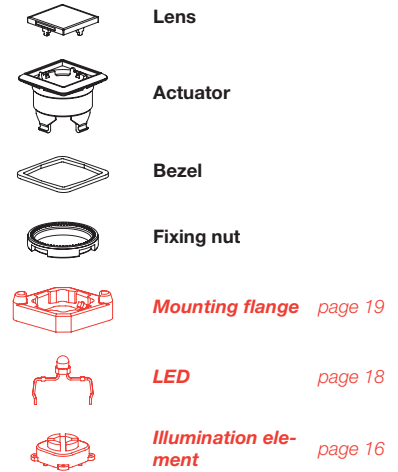 Lens
Actuator
Bezel
Fixing nut
Mounting flange page 19
LED page 18
Illumination ele-
ment page 16